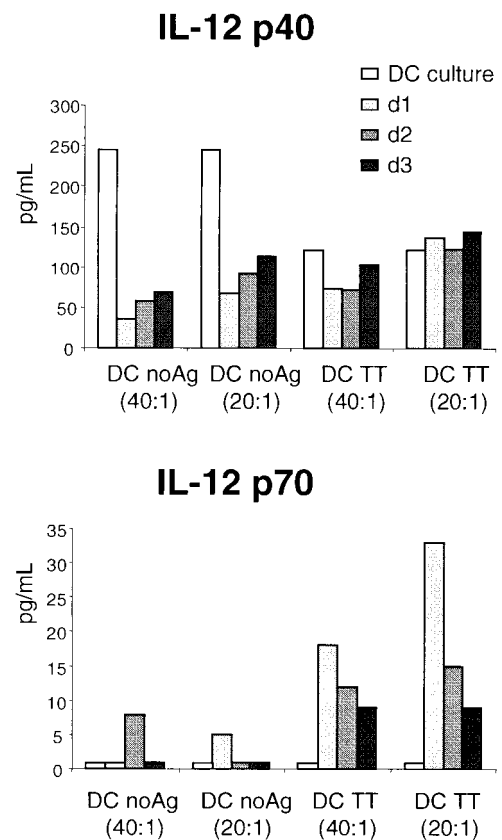 IL-12 p40
DC culture
d1
d2
d3
pg/mL
300
250
200
150
100
50
0
DC noAg DC noAg DC TT DC TT
(40:1) (20:1) (40:1) (20:1)
IL-12 p70
pg/mL
35
30
25
20
15
10
5
0
DC noAg DC noAg DC TT DC TT
(40:1) (20:1) (40:1) (20:1)